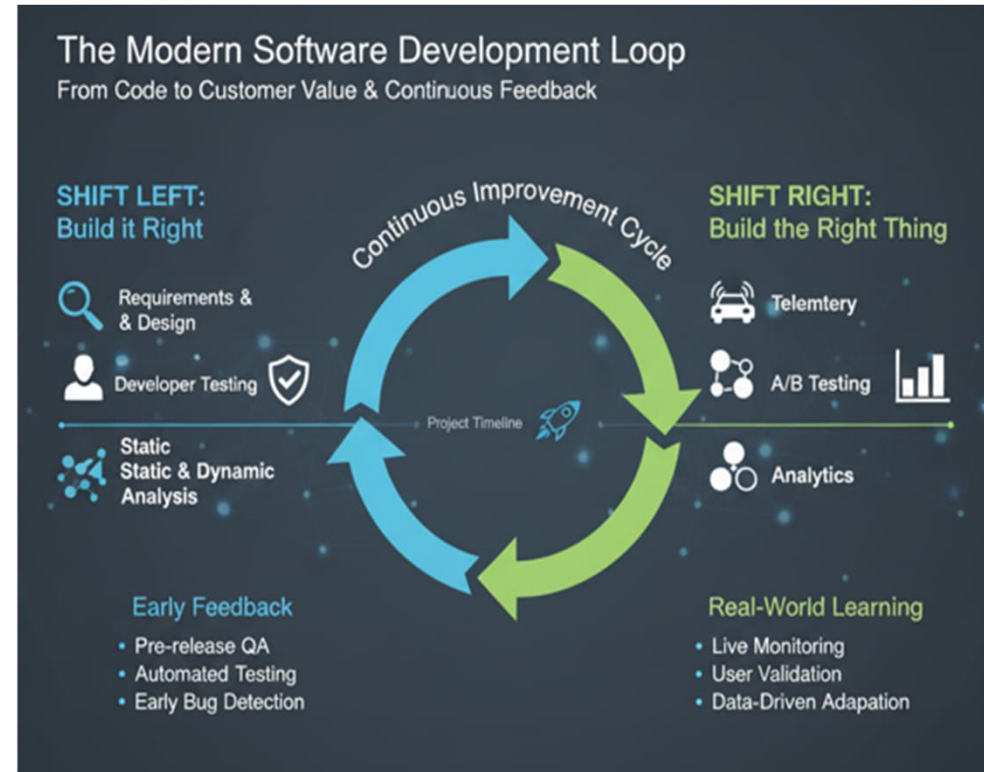 The Modern Software Development Loop
From Code to Customer Value & Continuous Feedback
Continuous Improvement Cycle
SHIFT LEFT:
Build it Right
Requirements &
& Design
Developer Testing
Static
Static & Dynamic
Analysis
Project Timeline
SHIFT RIGHT:
Build the Right Thing
Telemtery
A/B Testing
Analytics
Early Feedback
• Pre-release QA
• Automated Testing
• Early Bug Detection
Real-World Learning
• Live Monitoring
• User Validation
• Data-Driven Adapation